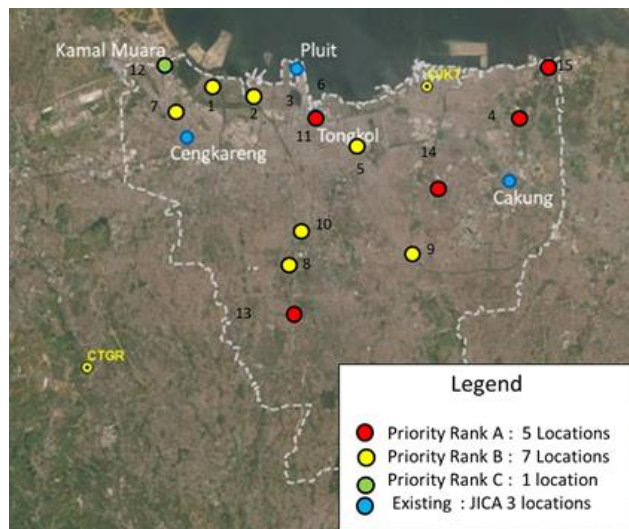 Kamal Muara
Pluit
15
12
CJKT
6
1
3
2
7
4
11
Tongkol
Cengkareng
5
14
Cakung
10
9
8
13
CTGR
Legend
Priority Rank A : 5 Locations
Priority Rank B : 7 Locations
Priority Rank C : 1 location
Existing : JICA 3 locations